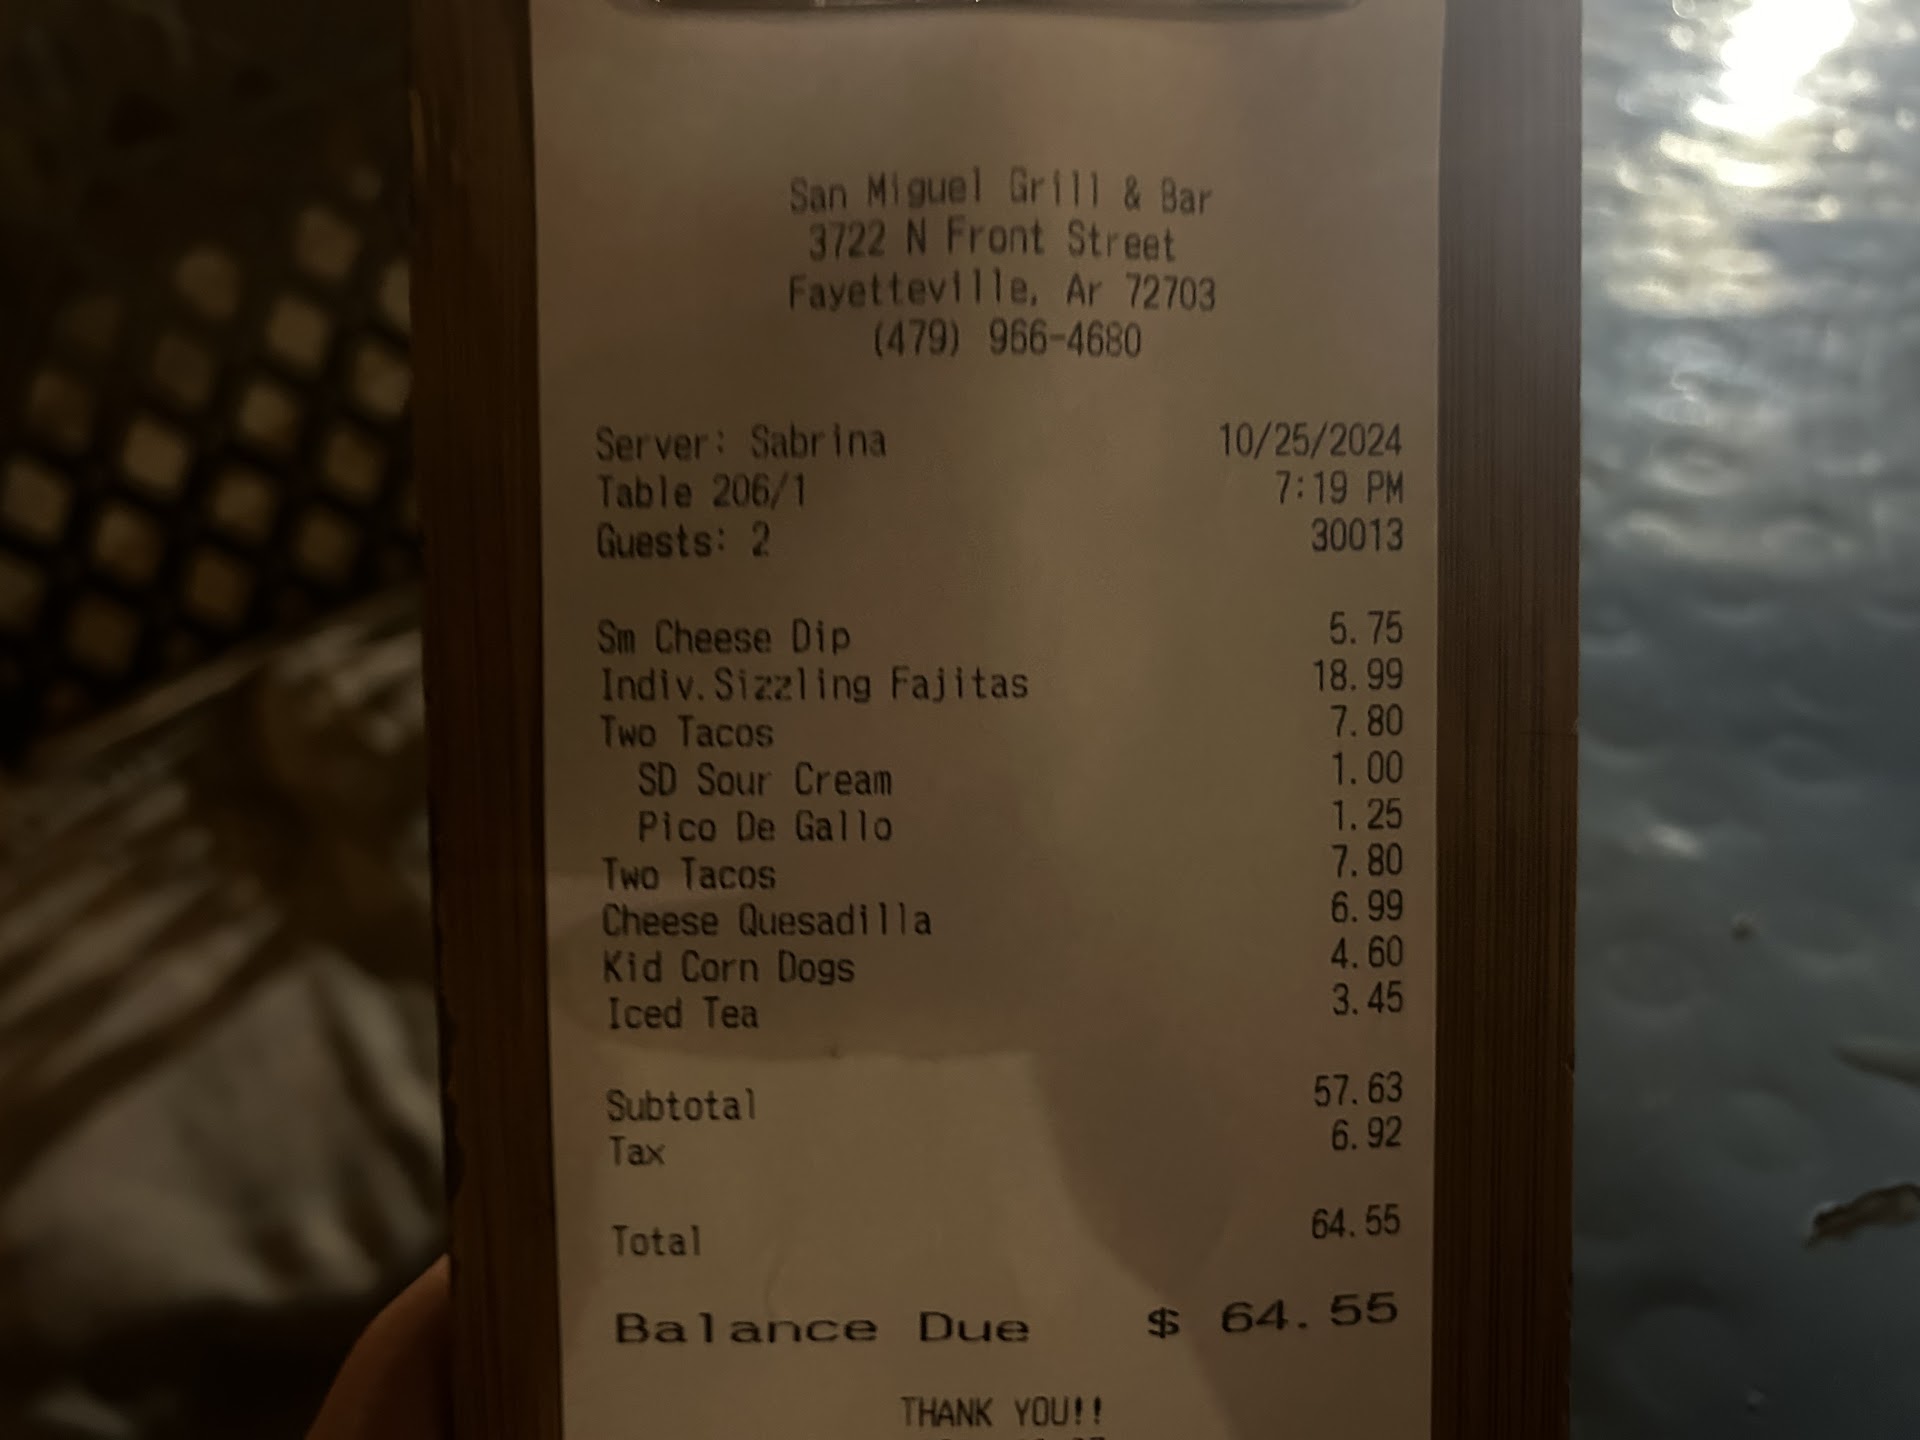 San Miguel Grill & Bar
3722 N Front Street
Fayetteville, Ar 72703
(479) 966-4680
Server: Sabrina 10/25/2024
Table 206/1 7:19 PM
Guests: 2 30013
Sm Cheese Dip 5.75
Indiv.Sizzling Fajitas 18.99
Two Tacos 7.80
SD Sour Cream 1.00
Pico De Gallo 1.25
Two Tacos 7.80
Cheese Quesadilla 6.99
Kid Corn Dogs 4.60
Iced Tea 3.45
Subtotal 57.63
Tax 6.92
Total 64.55
Balance Due $ 64.55
THANK YOU!!